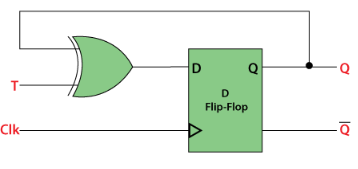 D Q Q
T D
Flip-Flop
Clk Q̅